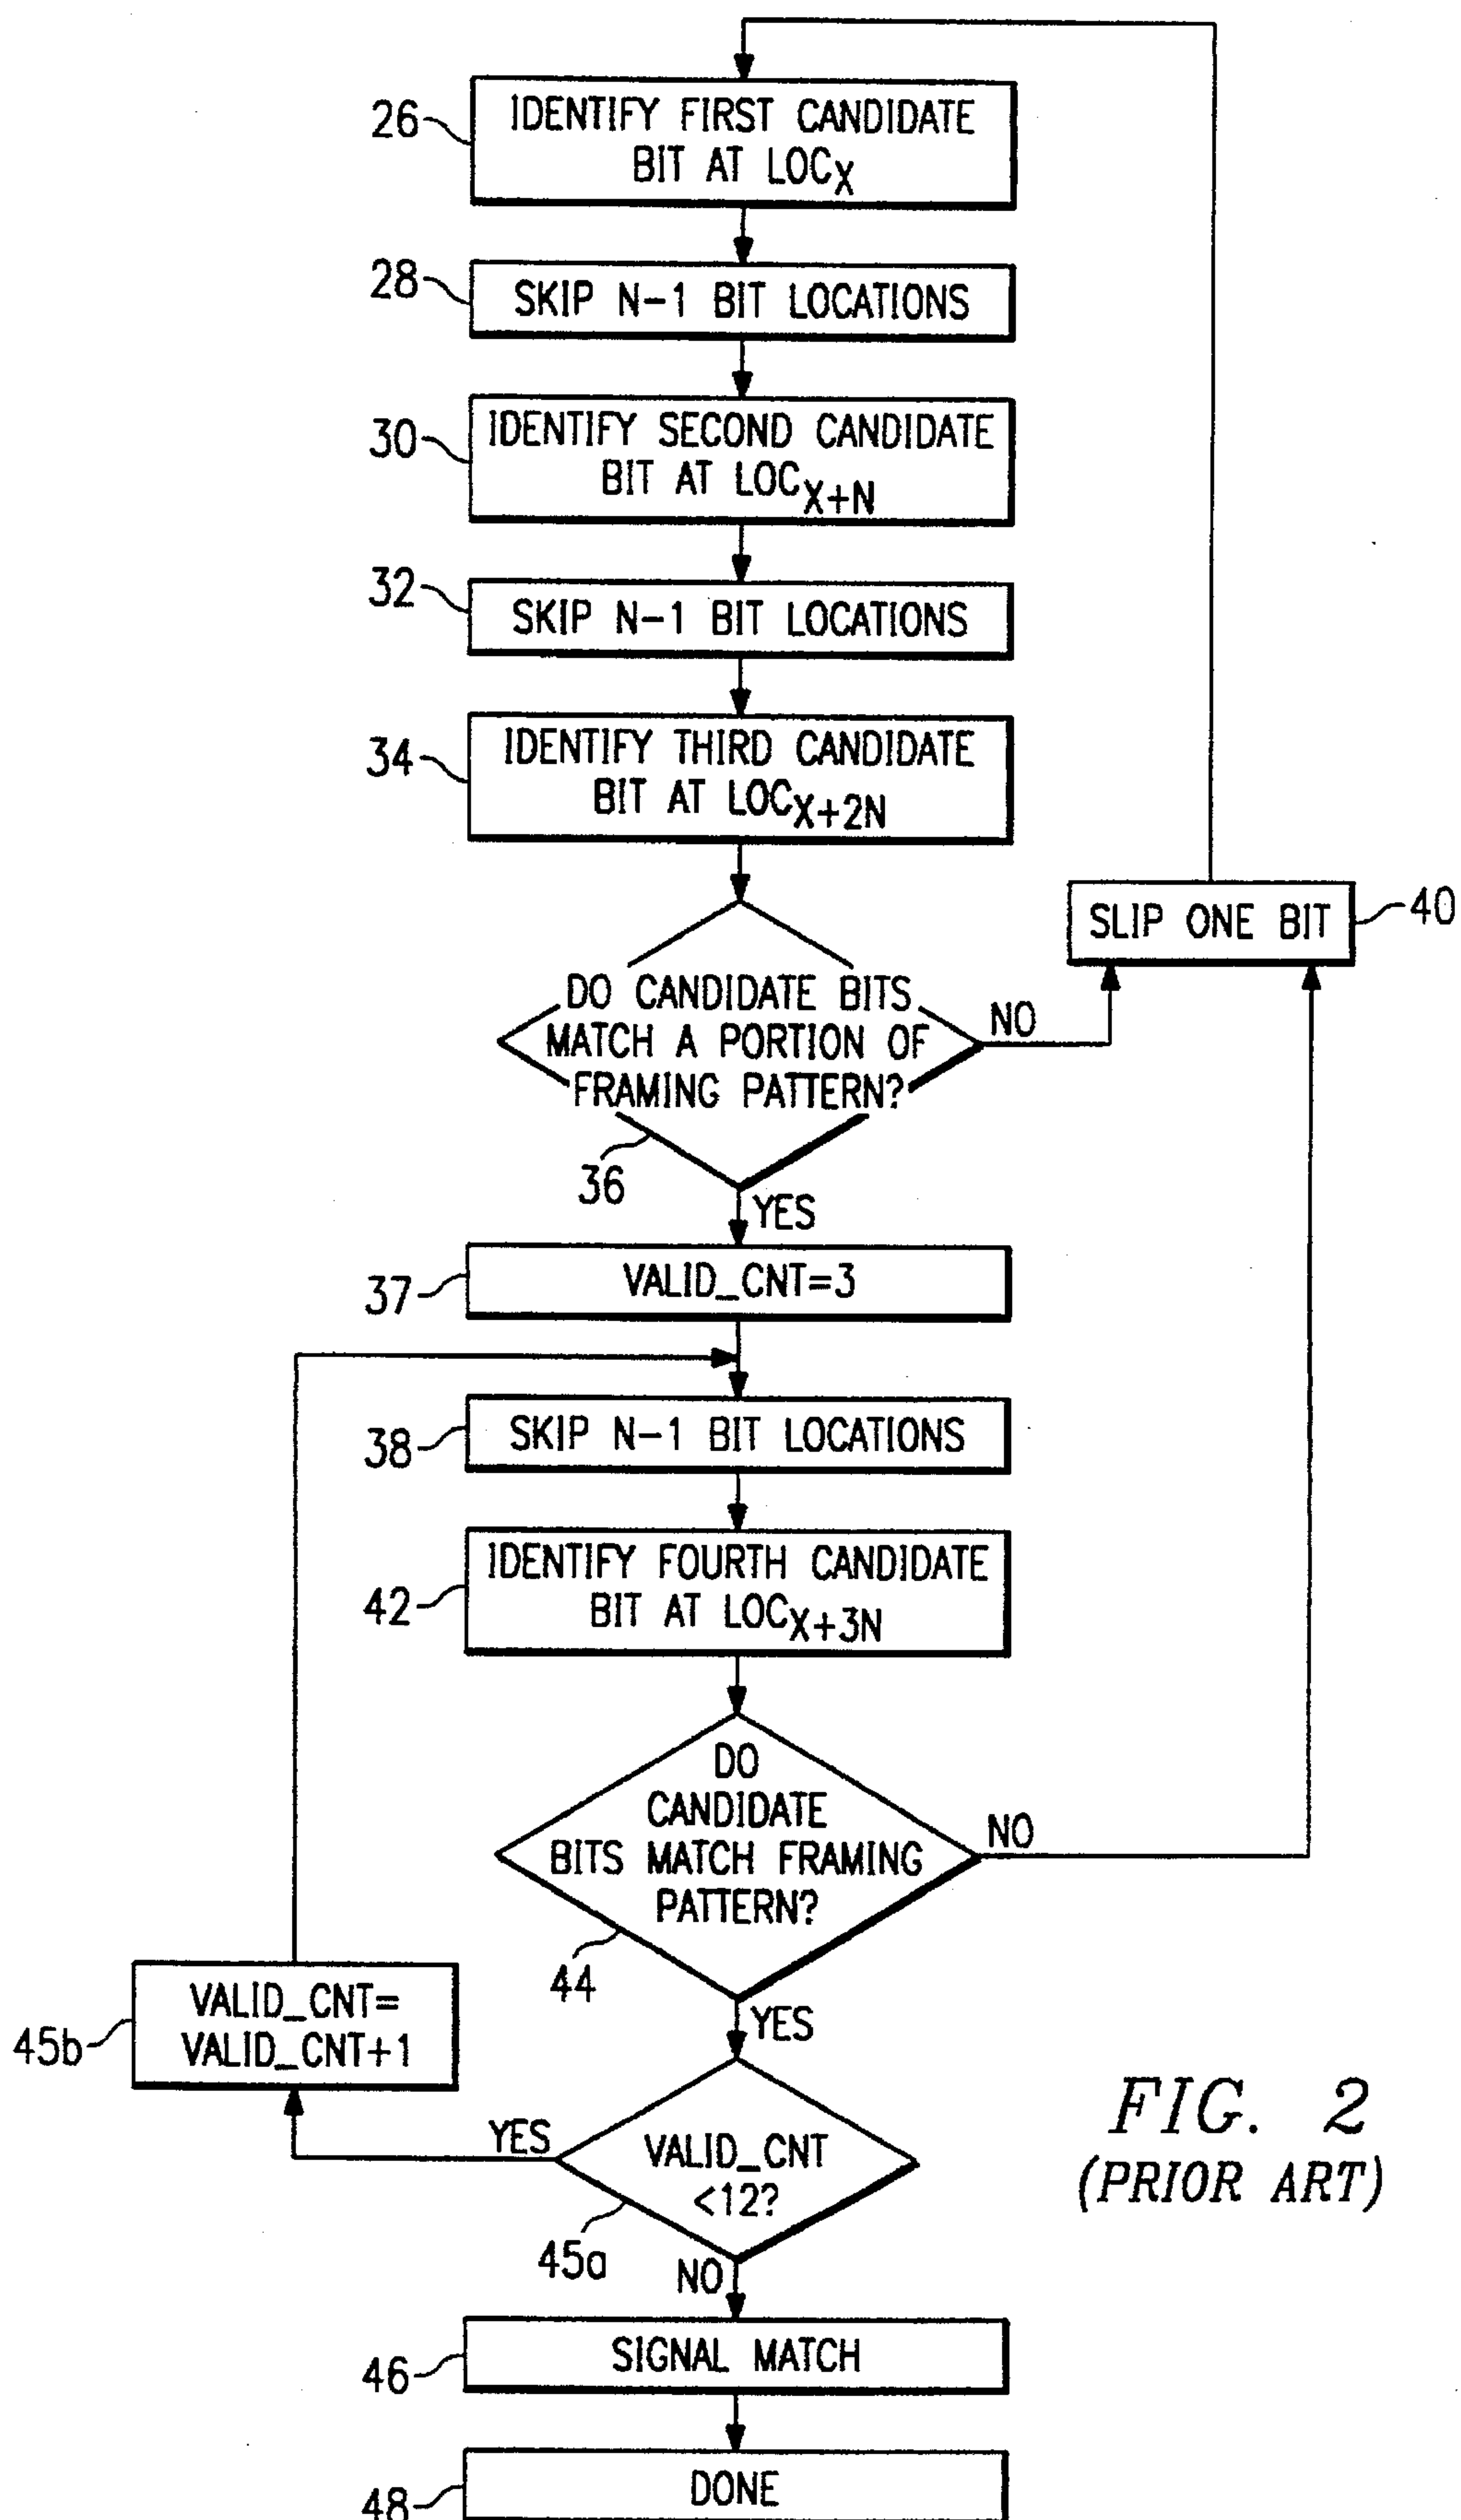 26
IDENTIFY FIRST CANDIDATE
BIT AT LOCX
28
SKIP N-1 BIT LOCATIONS
30
IDENTIFY SECOND CANDIDATE
BIT AT LOCX+N
32
SKIP N-1 BIT LOCATIONS
34
IDENTIFY THIRD CANDIDATE
BIT AT LOCX+2N
SLIP ONE BIT
40
DO CANDIDATE BITS
MATCH A PORTION OF
FRAMING PATTERN?
NO
36
YES
37
VALID_CNT=3
38
SKIP N-1 BIT LOCATIONS
42
IDENTIFY FOURTH CANDIDATE
BIT AT LOCX+3N
DO
CANDIDATE
BITS MATCH FRAMING
PATTERN?
NO
44
YES
45b
VALID_CNT=
VALID_CNT+1
YES
VALID_CNT
<12?
45a
NO
46
SIGNAL MATCH
48
DONE
FIG. 2
(PRIOR ART)